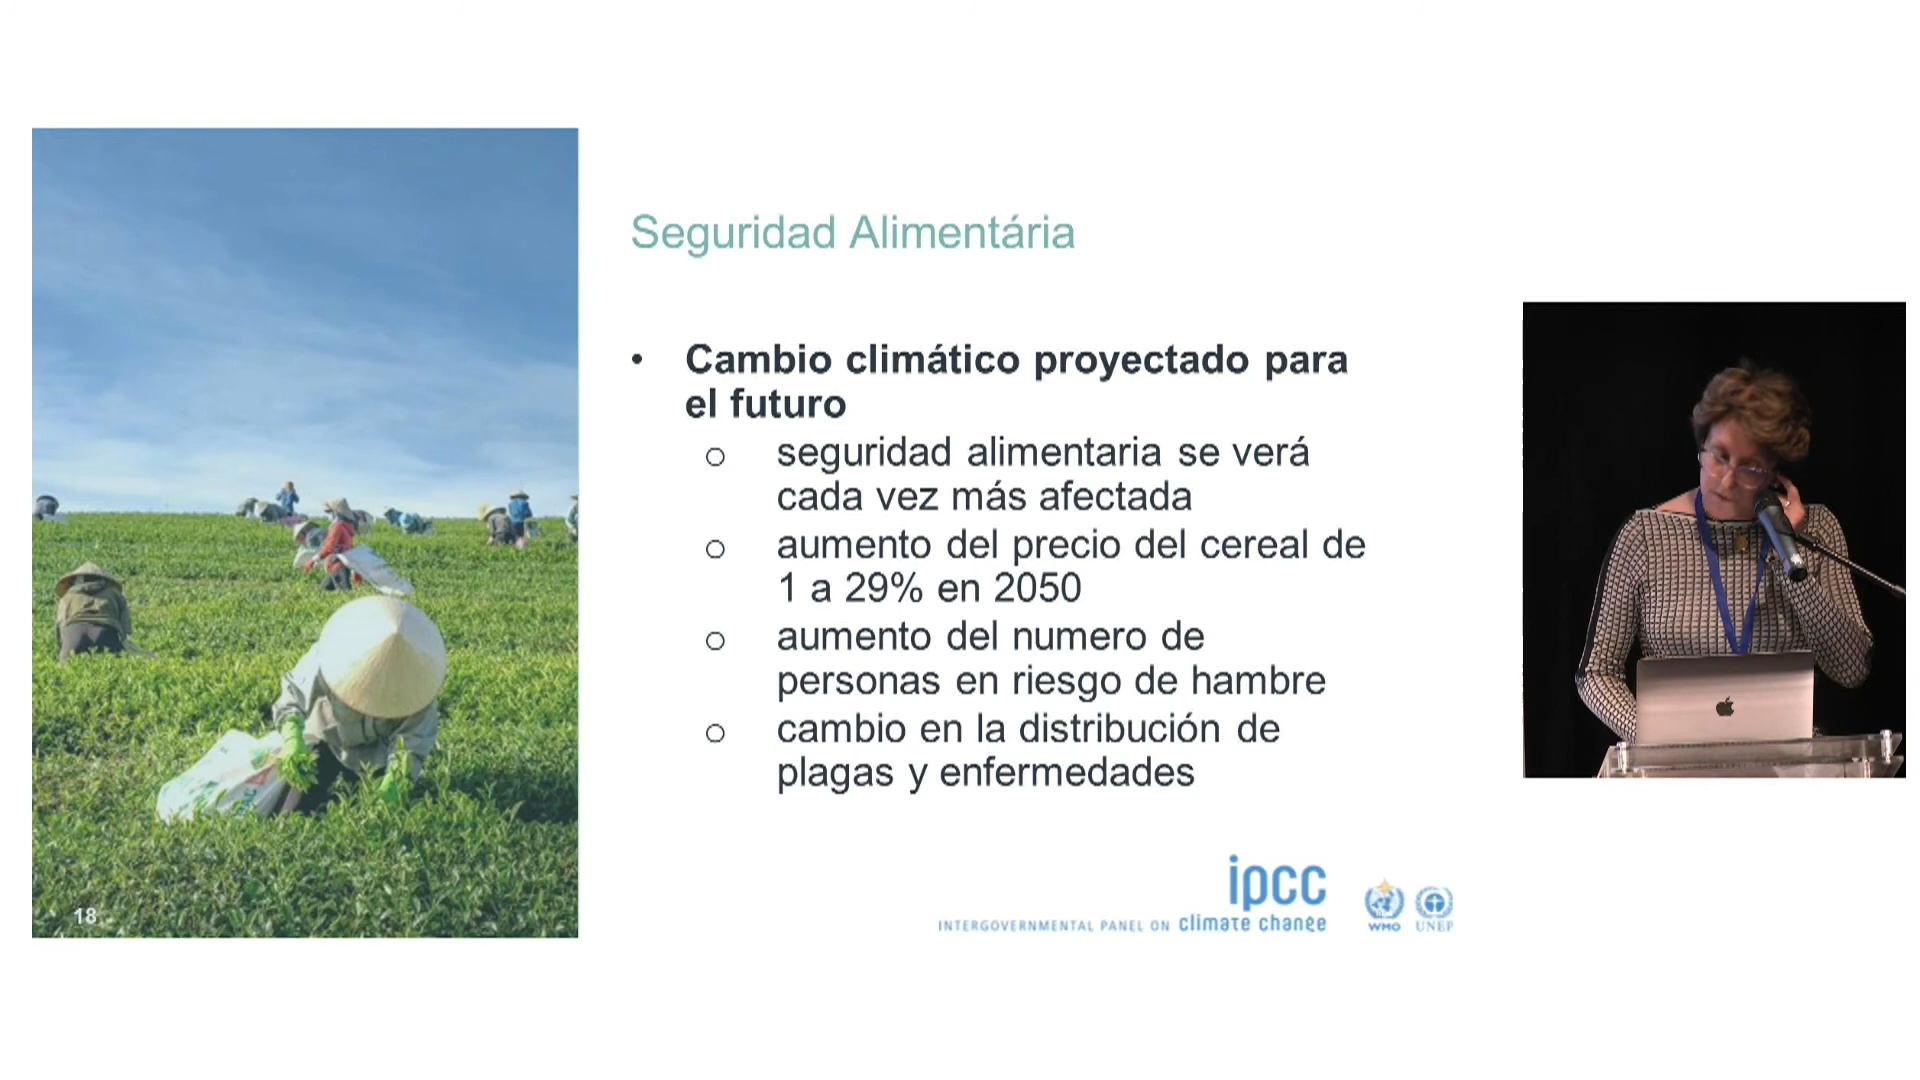 Seguridad Alimentária
• Cambio climático proyectado para
el futuro
o seguridad alimentaria se verá
cada vez más afectada
o aumento del precio del cereal de
1 a 29% en 2050
o aumento del numero de
personas en riesgo de hambre
o cambio en la distribución de
plagas y enfermedades
18
ipcc
INTERGOVERNMENTAL PANEL ON climate change
WMO UNEP